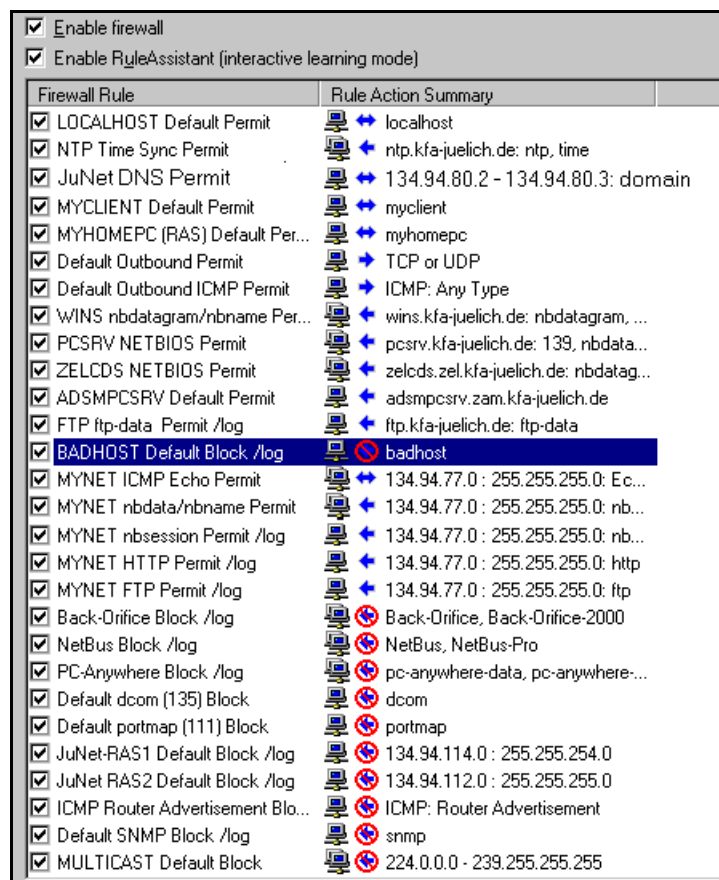 Enable firewall
Enable RuleAssistant (interactive learning mode)
Firewall Rule Rule Action Summary
LOCALHOST Default Permit localhost
NTP Time Sync Permit ntp.kfa-juelich.de: ntp, time
JuNet DNS Permit 134.94.80.2 - 134.94.80.3: domain
MYCLIENT Default Permit myclient
MYHOMEPC (RAS) Default Per... myhomepc
Default Outbound Permit TCP or UDP
Default Outbound ICMP Permit ICMP: Any Type
WINS nbdatagram/nbname Per... wins.kfa-juelich.de: nbdatagram, ...
PCSRV NETBIOS Permit pcsrv.kfa-juelich.de: 139, nbdata...
ZELCDS NETBIOS Permit zelcds.zel.kfa-juelich.de: nbdatag...
ADSMPCSRV Default Permit adsmpcsrv.zam.kfa-juelich.de
FTP ftp-data Permit /log ftp.kfa-juelich.de: ftp-data
BADHOST Default Block /log badhost
MYNET ICMP Echo Permit 134.94.77.0 : 255.255.255.0: Ec...
MYNET nbdata/nbname Permit 134.94.77.0 : 255.255.255.0: nb...
MYNET nbsession Permit /log 134.94.77.0 : 255.255.255.0: nb...
MYNET HTTP Permit /log 134.94.77.0 : 255.255.255.0: http
MYNET FTP Permit /log 134.94.77.0 : 255.255.255.0: ftp
Back-Orifice Block /log Back-Orifice, Back-Orifice-2000
NetBus Block /log NetBus, NetBus-Pro
PC-Anywhere Block /log pc-anywhere-data, pc-anywhere-...
Default dcom (135) Block dcom
Default portmap (111) Block portmap
JuNet-RAS1 Default Block /log 134.94.114.0 : 255.255.254.0
JuNet RAS2 Default Block /log 134.94.112.0 : 255.255.255.0
ICMP Router Advertisement Blo... ICMP: Router Advertisement
Default SNMP Block /log snmp
MULTICAST Default Block 224.0.0.0 - 239.255.255.255